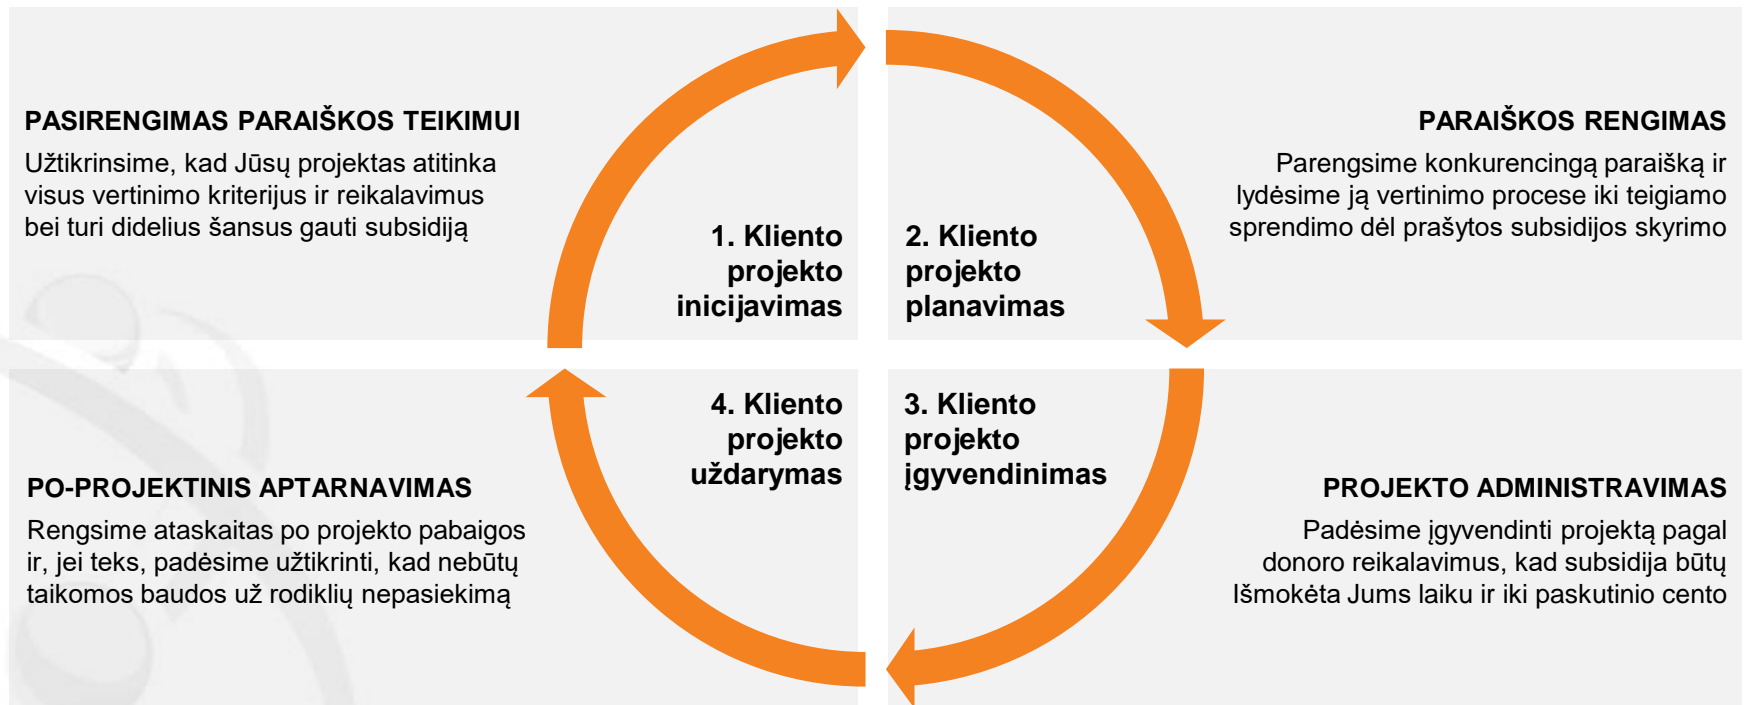 PASIRENGIMAS PARAIŠKOS TEIKIMUI
Užtikrinsime, kad Jūsų projektas atitinka
visus vertinimo kriterijus ir reikalavimus
bei turi didelius šansus gauti subsidiją
1. Kliento
projekto
inicijavimas
2. Kliento
projekto
planavimas
PARAIŠKOS RENGIMAS
Parengsime konkurencingą paraišką ir
lydėsime ją vertinimo procese iki teigiamo
sprendimo dėl prašytos subsidijos skyrimo
3. Kliento
projekto
įgyvendinimas
PROJEKTO ADMINISTRAVIMAS
Padėsime įgyvendinti projektą pagal
donoro reikalavimus, kad subsidija būtų
Išmokėta Jums laiku ir iki paskutinio cento
4. Kliento
projekto
uždarymas
PO-PROJEKTINIS APTARNAVIMAS
Rengsime ataskaitas po projekto pabaigos
ir, jei teks, padėsime užtikrinti, kad nebūtų
taikomos baudos už rodiklių nepasiekimą